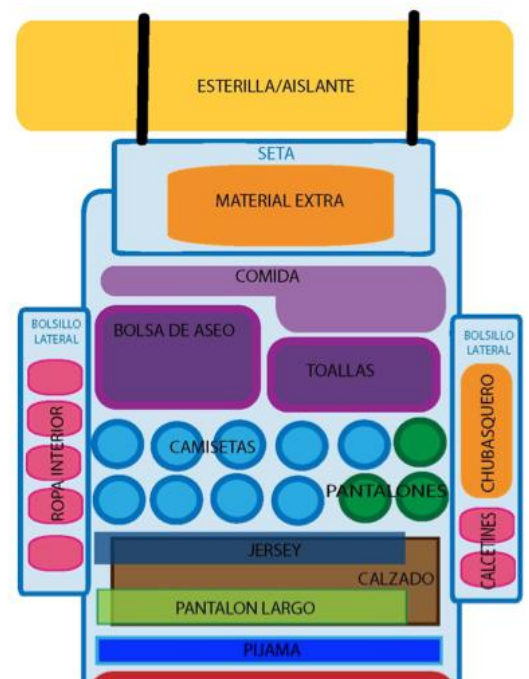 ESTERILLA/AISLANTE
SETA
MATERIAL EXTRA
COMIDA
BOLSILLO
LATERAL
BOLSA DE ASEO
TOALLAS
BOLSILLO
LATERAL
ROPA INTERIOR
CAMISETAS
PANTALONES
CHUBASQUERO
CALCETINES
JERSEY
CALZADO
PANTALON LARGO
PIJAMA